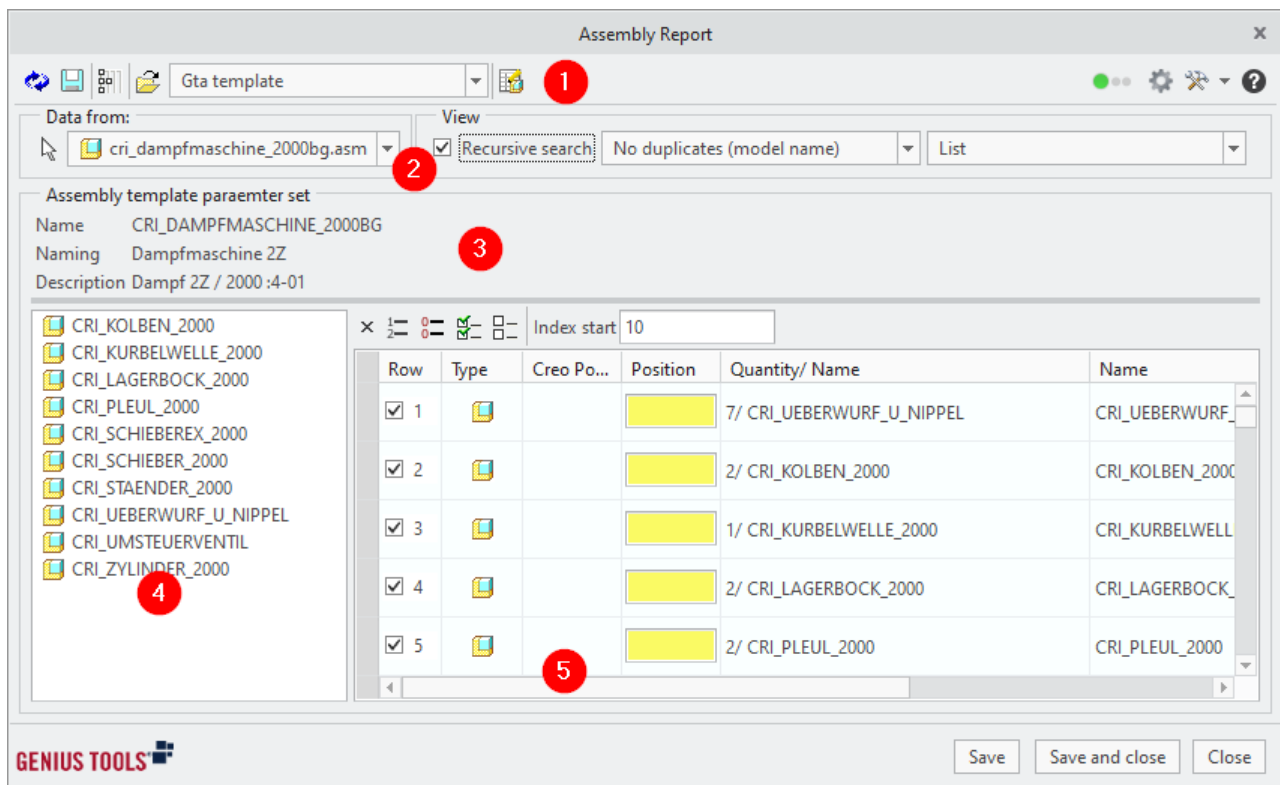 Assembly Report
Gta template
1
Data from:
View
cri_dampfmaschine_2000bg.asm
2
Recursive search
No duplicates (model name)
List
Assembly template paraemter set
Name CRI_DAMPFMASCHINE_2000BG
Naming Dampfmaschine 2Z
3
Description Dampf 2Z / 2000 :4-01
CRI_KOLBEN_2000
CRI_KURBELWELLE_2000
CRI_LAGERBOCK_2000
CRI_PLEUL_2000
CRI_SCHIEBEREX_2000
CRI_SCHIEBER_2000
CRI_STAENDER_2000
CRI_UEBERWURF_U_NIPPEL
CRI_UMSTEUERVENTIL
CRI_ZYLINDER_2000
4
Index start 10
Row Type Creo Po... Position Quantity/ Name Name
1 7/ CRI_UEBERWURF_U_NIPPEL CRI_UEBERWURF_
2 2/ CRI_KOLBEN_2000 CRI_KOLBEN_2000
3 1/ CRI_KURBELWELLE_2000 CRI_KURBELWELL
4 2/ CRI_LAGERBOCK_2000 CRI_LAGERBOCK_
5 2/ CRI_PLEUL_2000 CRI_PLEUL_2000
5
GENIUS TOOLS
Save
Save and close
Close